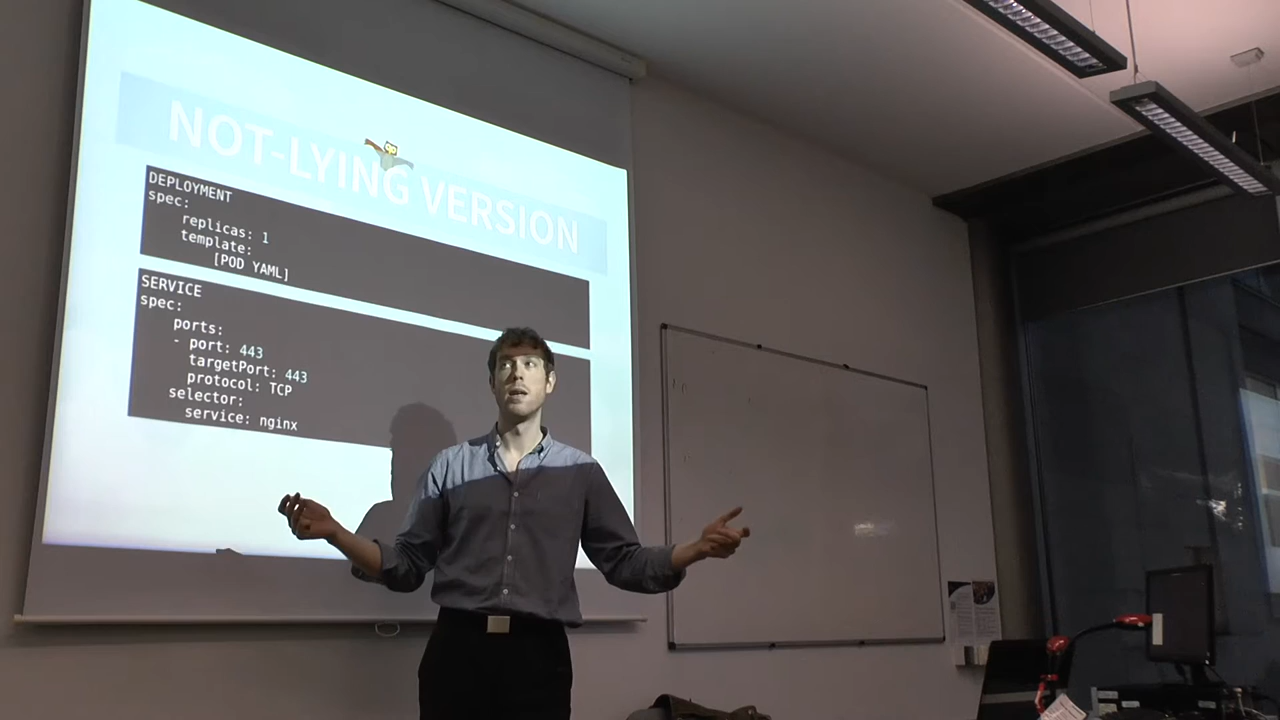 NOT-LYING VERSION
DEPLOYMENT
spec:
replicas: 1
template:
[POD YAML]
SERVICE
spec:
ports:
- port: 443
targetPort: 443
protocol: TCP
selector:
service: nginx